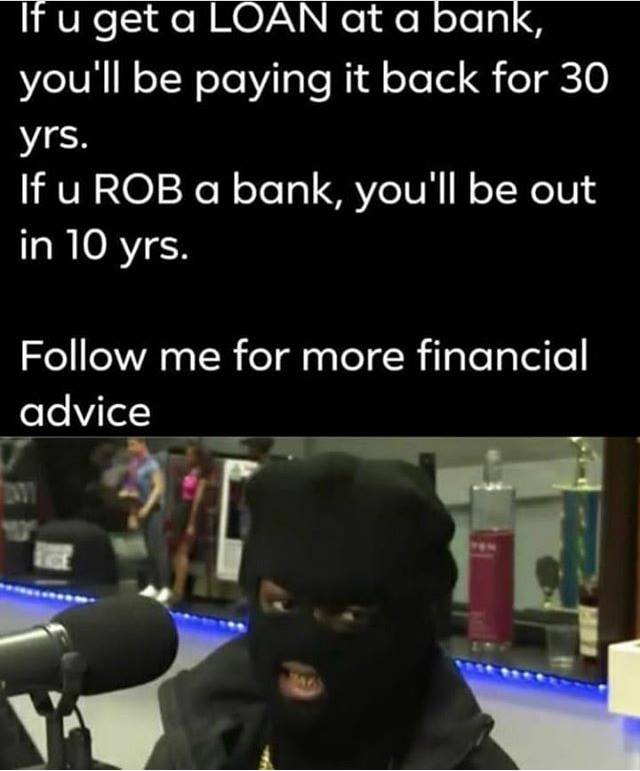 If u get a LOAN at a bank,
you'll be paying it back for 30
yrs.
If u ROB a bank, you'll be out
in 10 yrs.
Follow me for more financial
advice